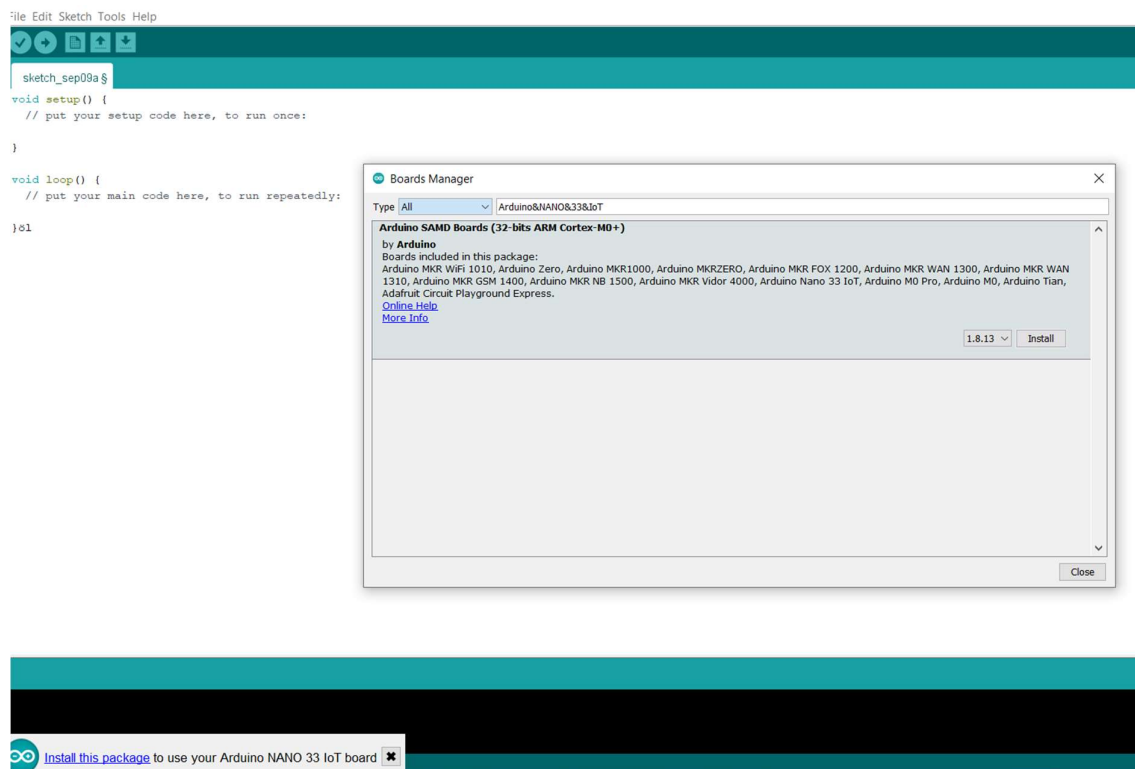 File Edit Sketch Tools Help
sketch_sep09a §
void setup() {
// put your setup code here, to run once:
}
void loop() {
// put your main code here, to run repeatedly:
}öl
Boards Manager
Type All Arduino&NANO&33&IoT
Arduino SAMD Boards (32-bits ARM Cortex-M0+)
by Arduino
Boards included in this package:
Arduino MKR WiFi 1010, Arduino Zero, Arduino MKR1000, Arduino MKRZERO, Arduino MKR FOX 1200, Arduino MKR WAN 1300, Arduino MKR WAN
1310, Arduino MKR GSM 1400, Arduino MKR NB 1500, Arduino MKR Vidor 4000, Arduino Nano 33 IoT, Arduino M0 Pro, Arduino M0, Arduino Tian,
Adafruit Circuit Playground Express.
Online Help
More Info
1.8.13 Install
Close
Install this package to use your Arduino NANO 33 IoT board